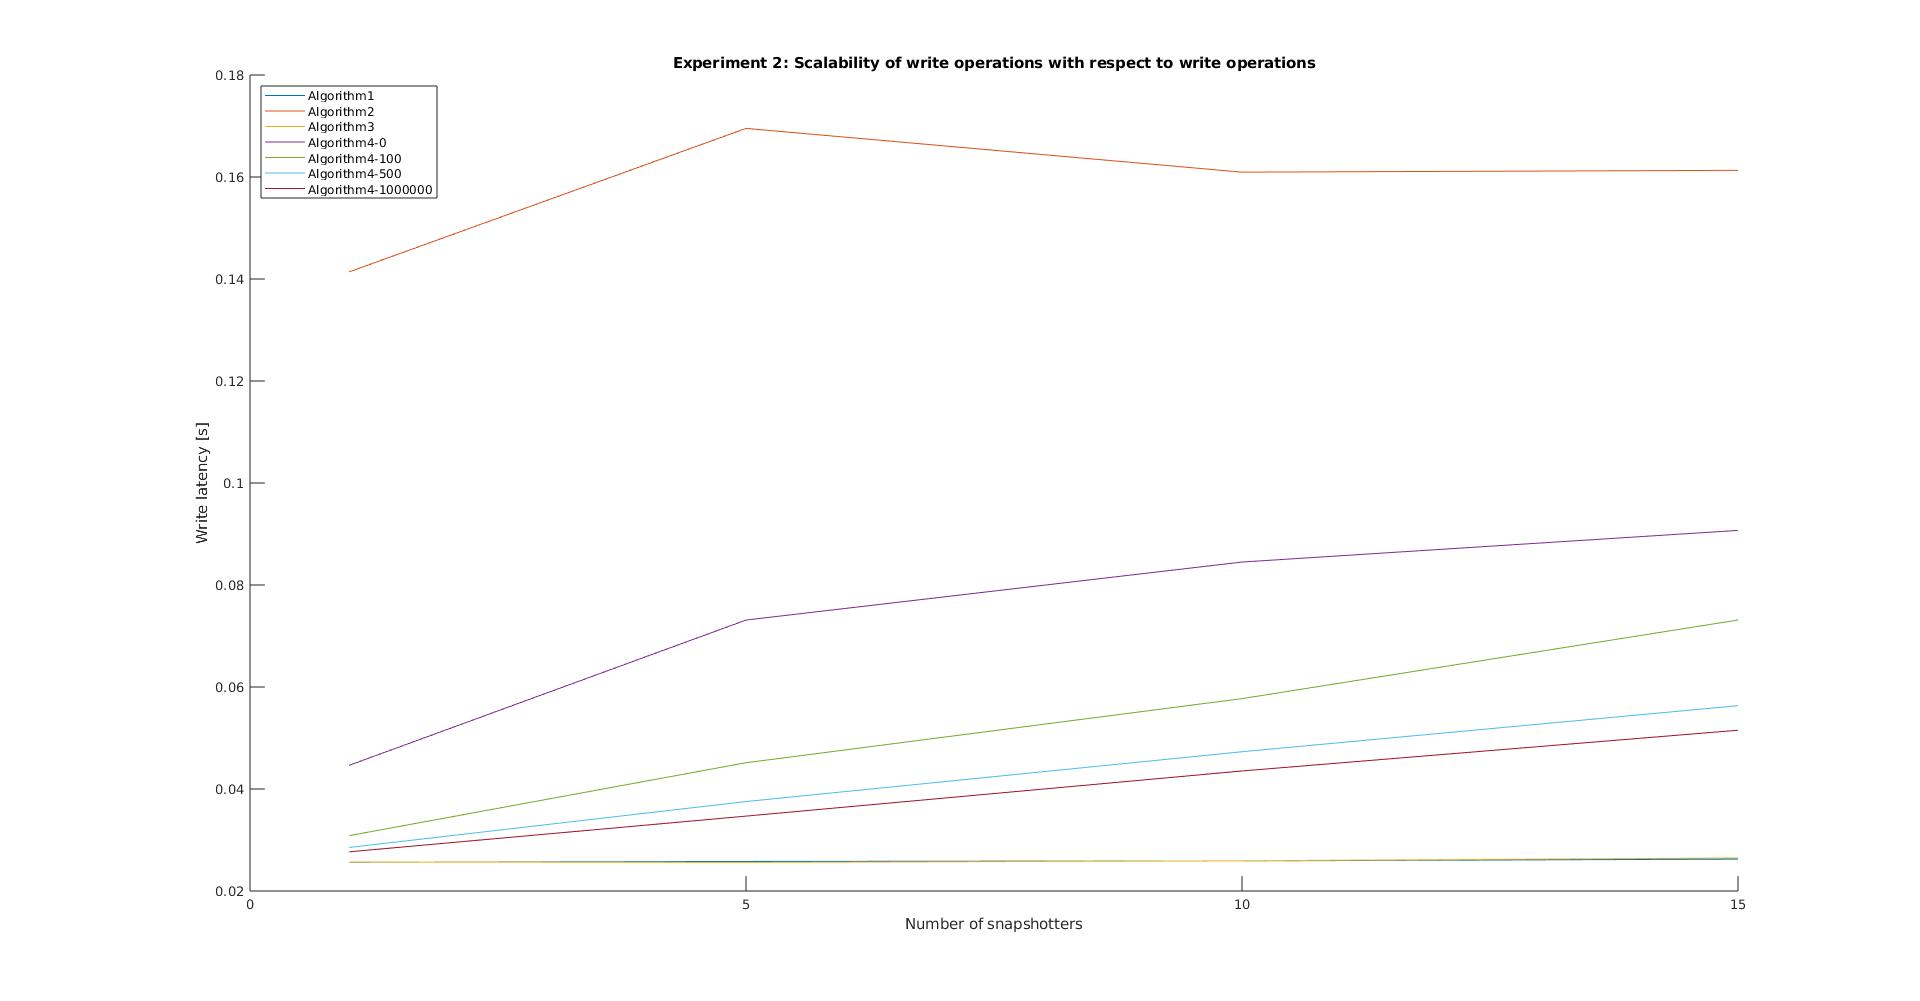 Experiment 2: Scalability of write operations with respect to write operations
0.18
0.16
0.14
0.12
0.1
0.08
0.06
0.04
0.02
Algorithm1
Algorithm2
Algorithm3
Algorithm4-0
Algorithm4-100
Algorithm4-500
Algorithm4-1000000
Write latency [s]
0 5 10 15
Number of snapshotters